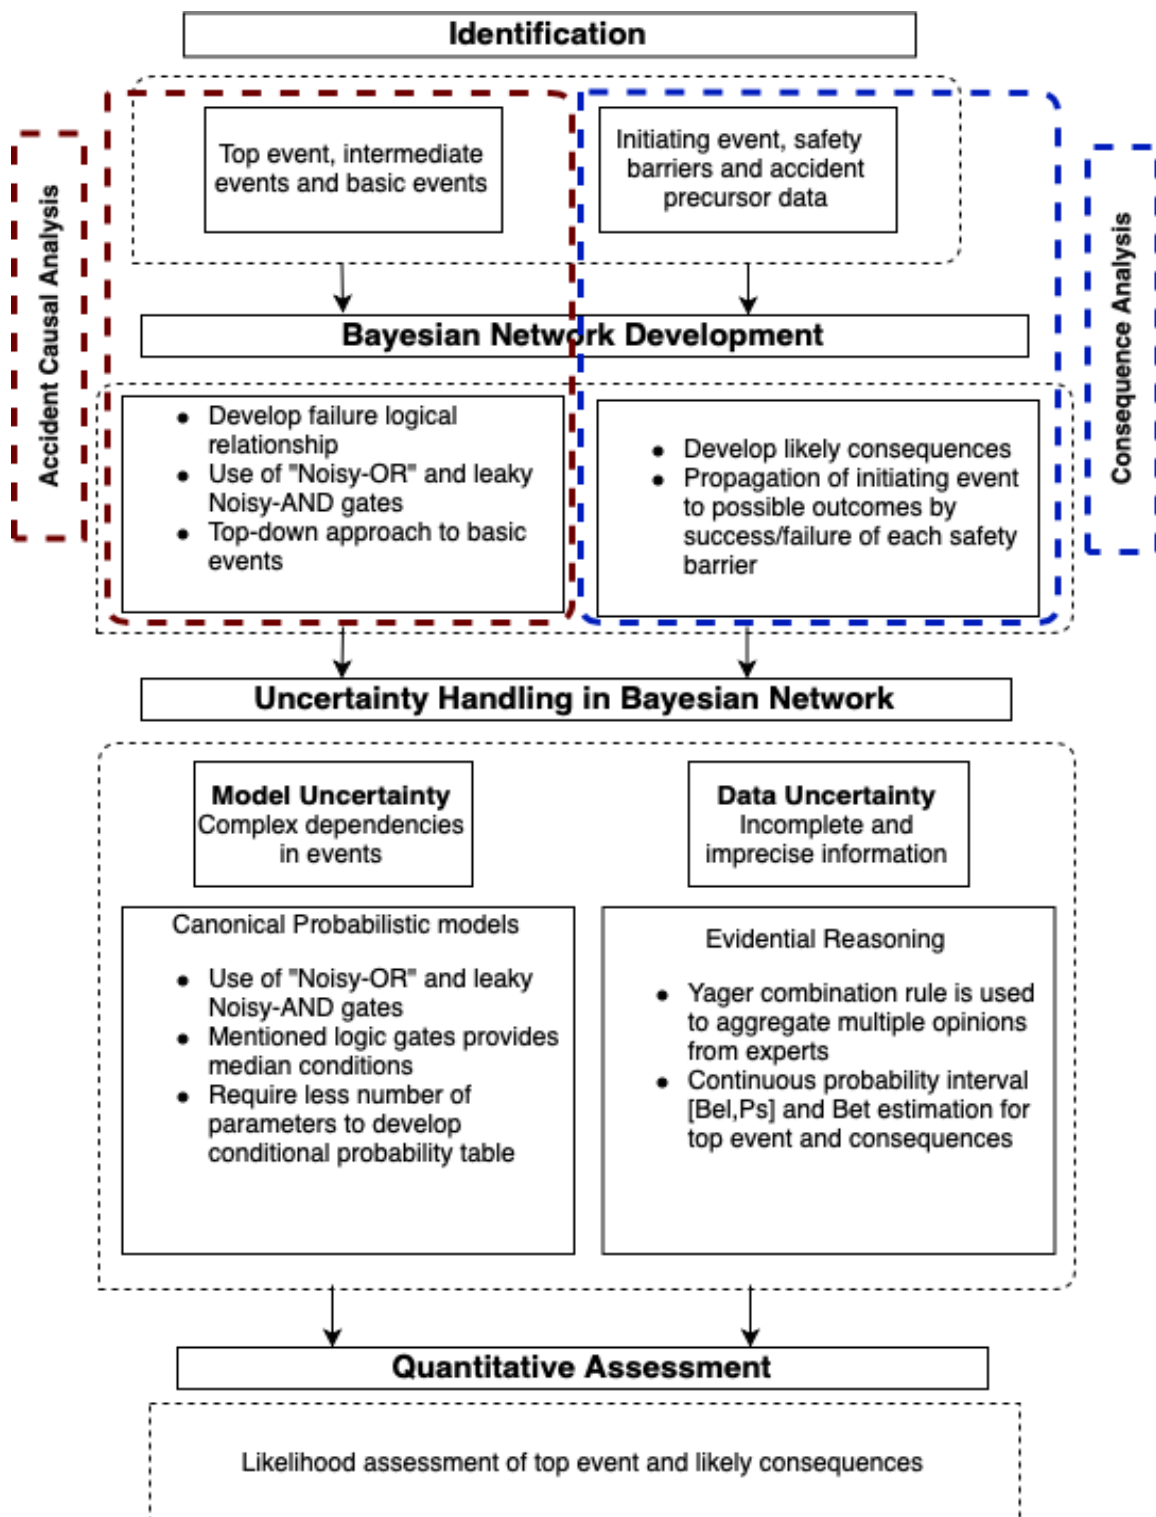 Identification
Accident Causal Analysis
Top event, intermediate
events and basic events
Initiating event, safety
barriers and accident
precursor data
Consequence Analysis
Bayesian Network Development
● Develop failure logical
relationship
● Use of "Noisy-OR" and leaky
Noisy-AND gates
● Top-down approach to basic
events
● Develop likely consequences
● Propagation of initiating event
to possible outcomes by
success/failure of each safety
barrier
Uncertainty Handling in Bayesian Network
Model Uncertainty
Complex dependencies
in events
Data Uncertainty
Incomplete and
imprecise information
Canonical Probabilistic models
● Use of "Noisy-OR" and leaky
Noisy-AND gates
● Mentioned logic gates provides
median conditions
● Require less number of
parameters to develop
conditional probability table
Evidential Reasoning
● Yager combination rule is used
to aggregate multiple opinions
from experts
● Continuous probability interval
[Bel,Ps] and Bet estimation for
top event and consequences
Quantitative Assessment
Likelihood assessment of top event and likely consequences